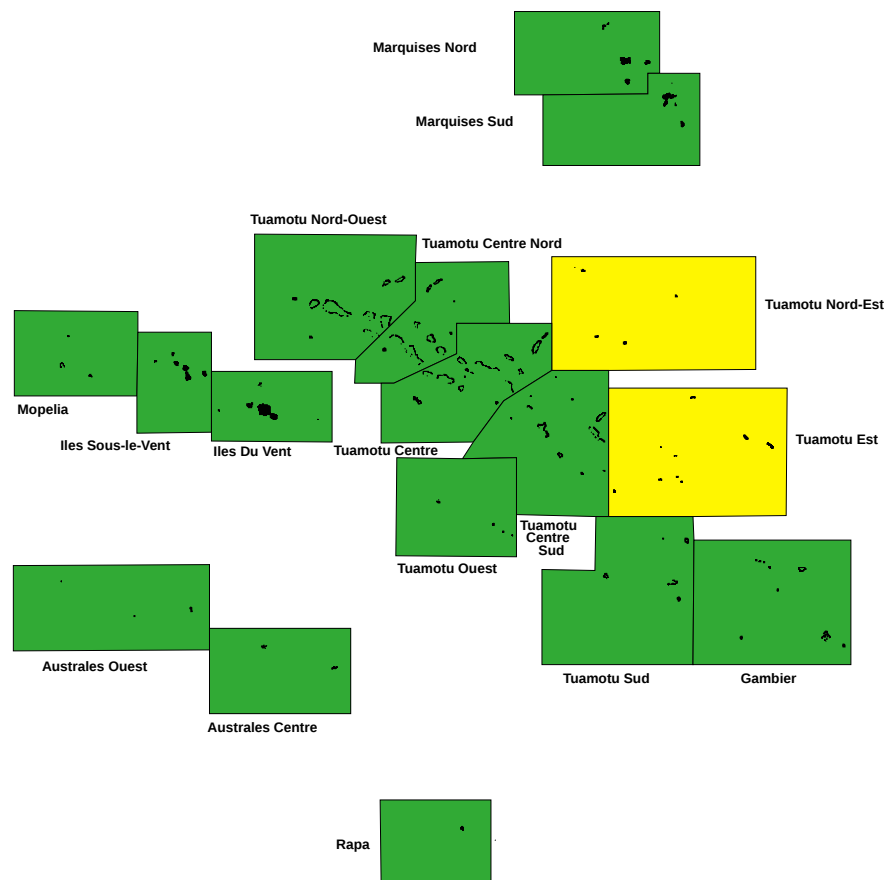 Marquises Nord
Marquises Sud
Tuamotu Nord-Ouest
Tuamotu Centre Nord
Tuamotu Nord-Est
Mopelia
Iles Sous-le-Vent
Iles Du Vent
Tuamotu Centre
Tuamotu Est
Tuamotu
Centre
Sud
Tuamotu Ouest
Australes Ouest
Tuamotu Sud
Gambier
Australes Centre
Rapa